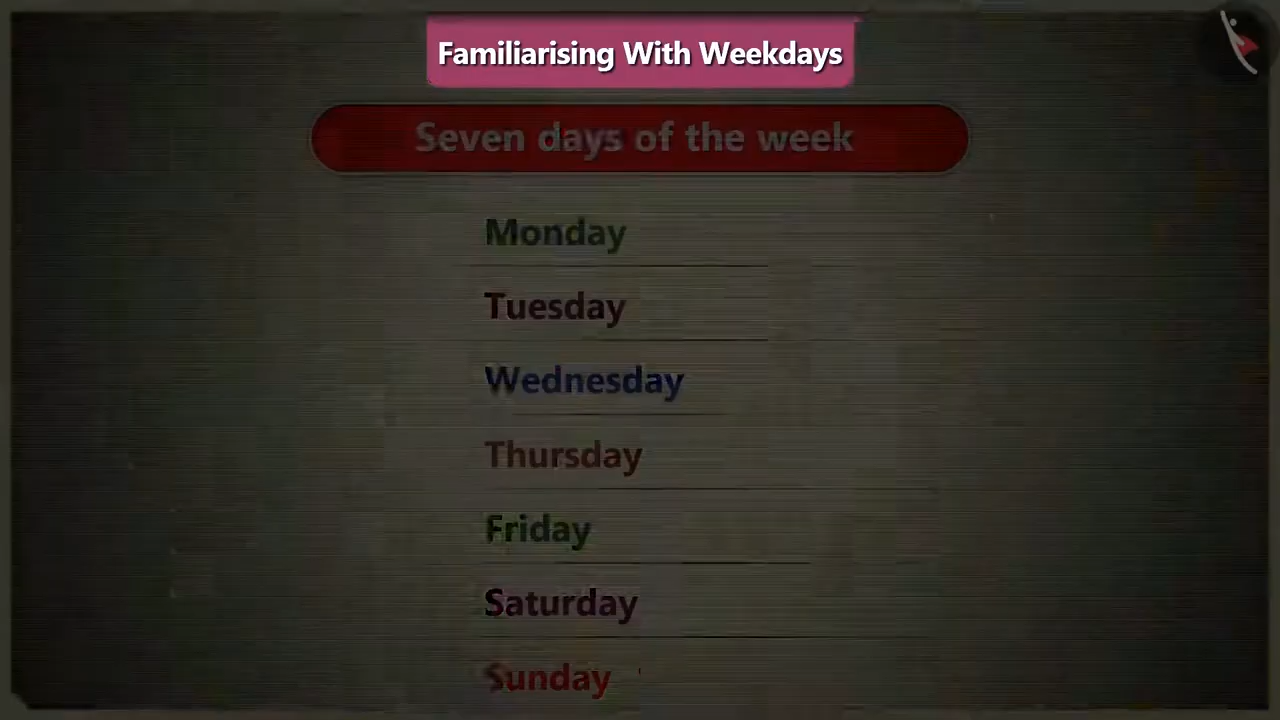 Familiarising With Weekdays
Seven days of the week
Monday
Tuesday
Wednesday
Thursday
Friday
Saturday
Sunday